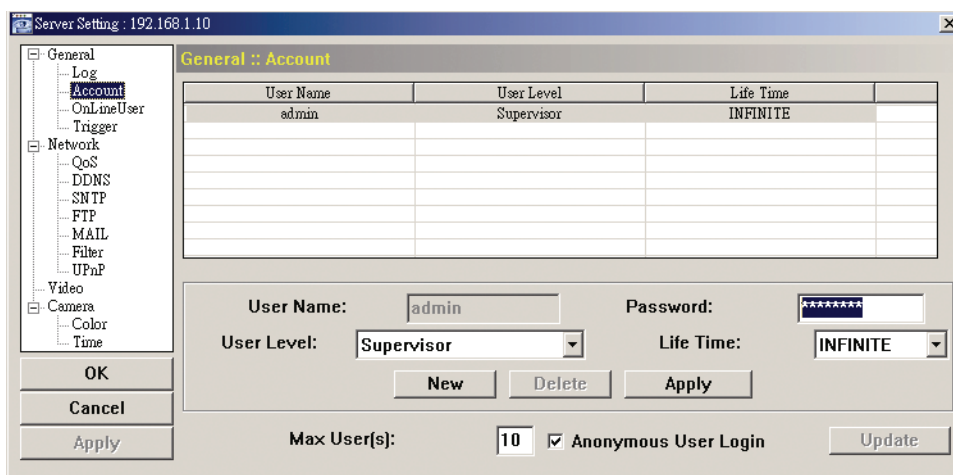 Server Setting : 192.168.1.10
General
Log
Account
OnLineUser
Trigger
Network
QoS
DDNS
SNTP
FTP
MAIL
Filter
UPnP
Video
Camera
Color
Time
OK
Cancel
Apply
General :: Account
User Name User Level Life Time
admin Supervisor INFINITE
User Name: admin Password: ********
User Level: Supervisor Life Time: INFINITE
New Delete Apply
Max User(s): 10 Anonymous User Login Update